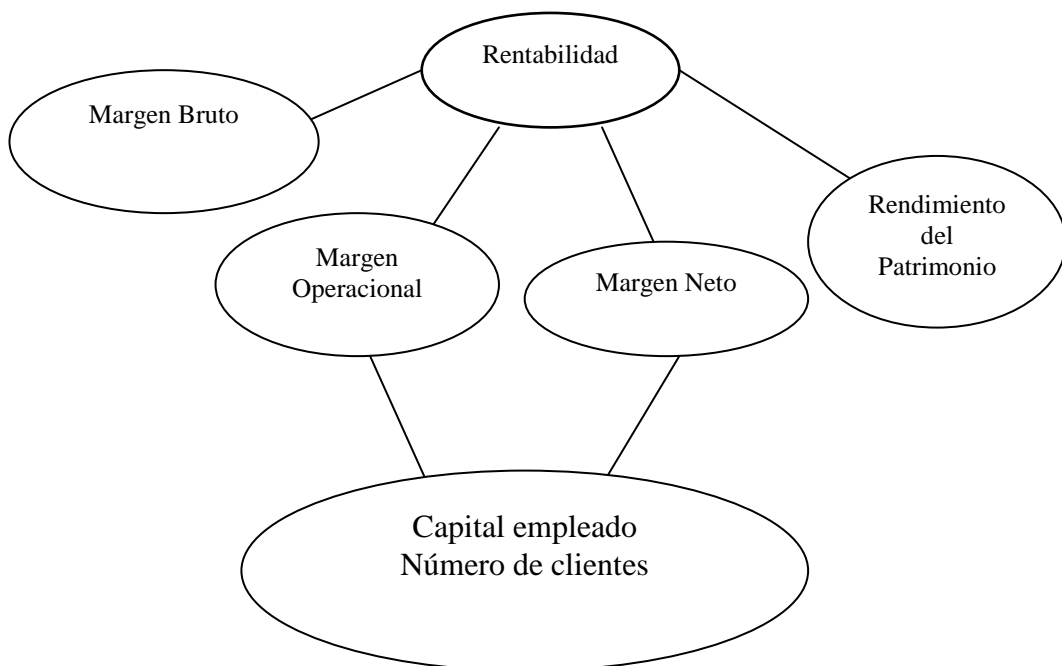 Rentabilidad
Margen Bruto
Rendimiento
del
Patrimonio
Margen
Operacional
Margen Neto
Capital empleado
Número de clientes